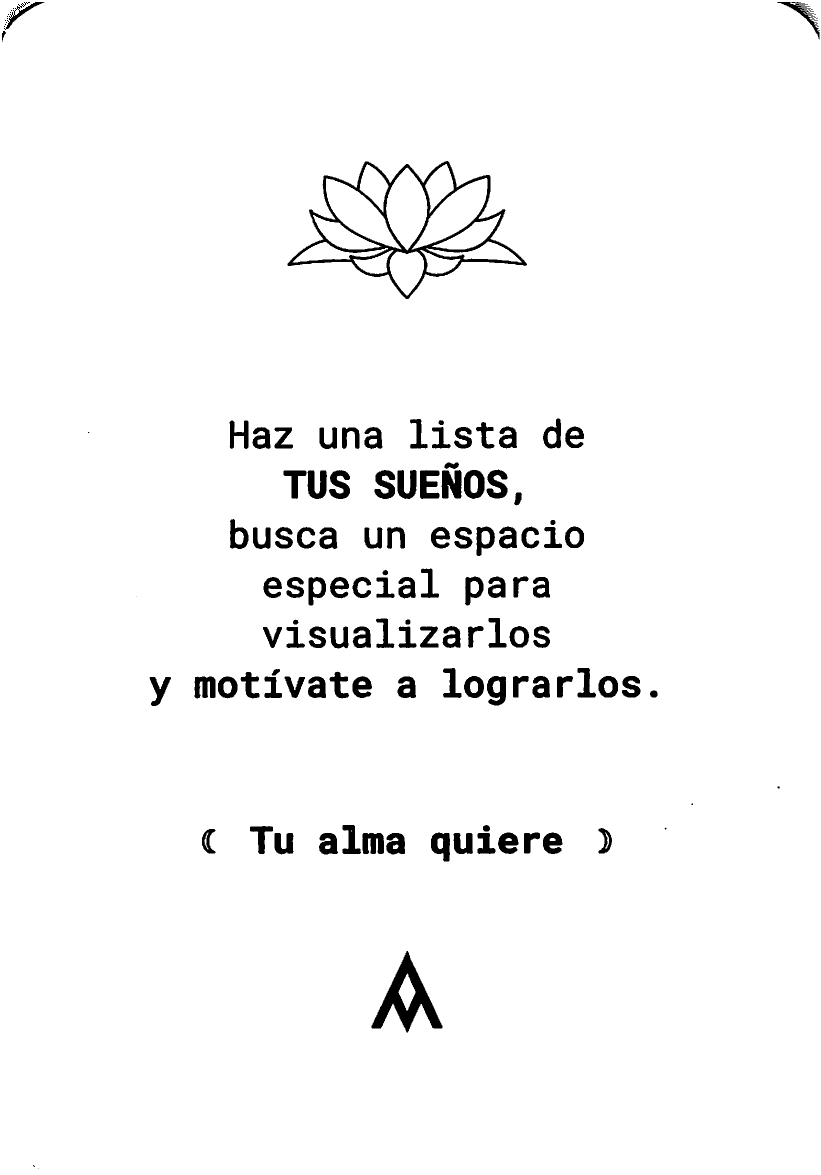 Haz una lista de
TUS SUEÑOS,
busca un espacio
especial para
visualizarlos
y motívate a lograrlos.
( Tu alma quiere )